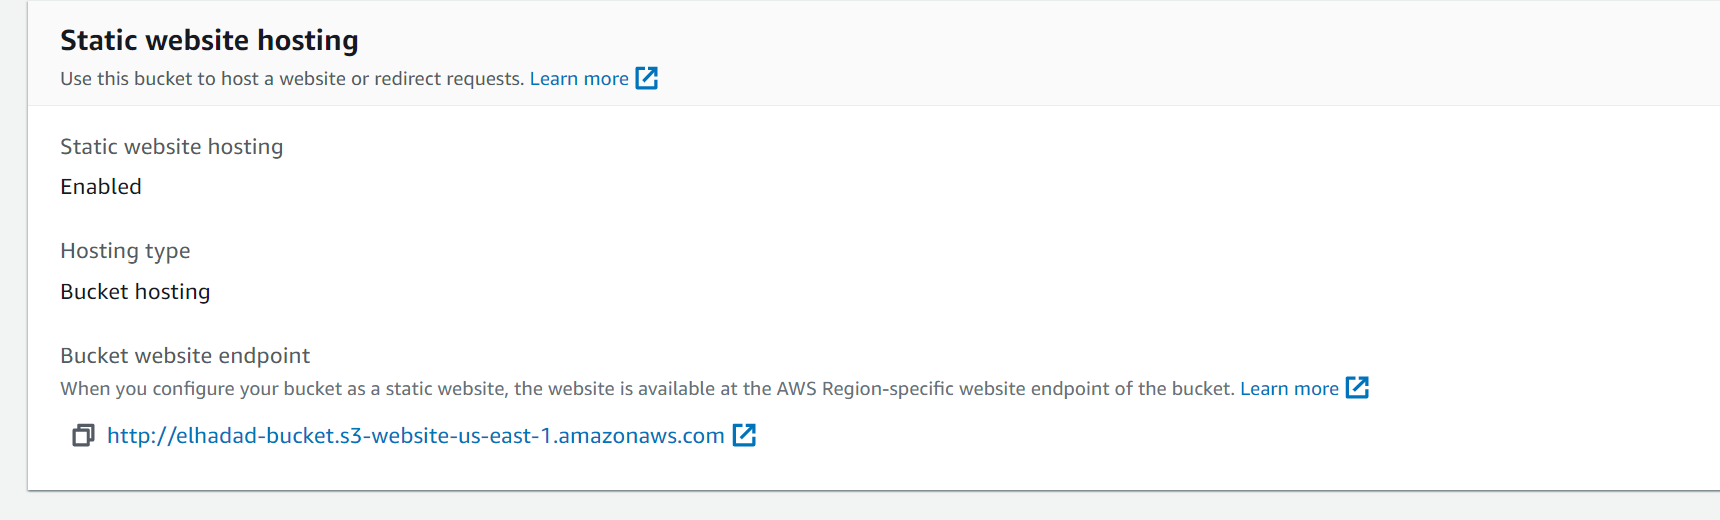 Static website hosting
Use this bucket to host a website or redirect requests. Learn more
Static website hosting
Enabled
Hosting type
Bucket hosting
Bucket website endpoint
When you configure your bucket as a static website, the website is available at the AWS Region-specific website endpoint of the bucket. Learn more
http://elhadad-bucket.s3-website-us-east-1.amazonaws.com